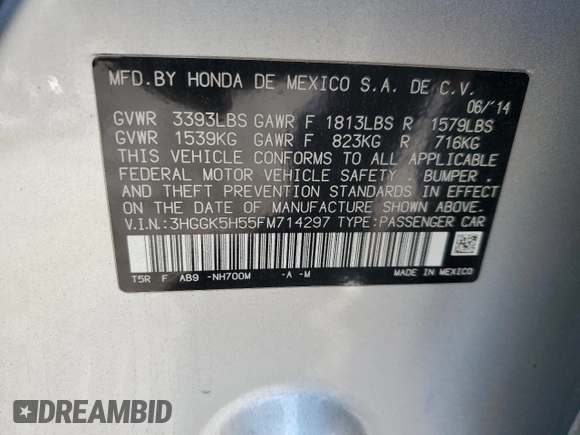 MFD.BY HONDA DE MEXICO S.A. DE C.V.
06/'14
GVWR 3393LBS GAWR F 1813LBS R 1579LBS
GVWR 1539KG GAWR F 823KG R 716KG
THIS VEHICLE CONFORMS TO ALL APPLICABLE
FEDERAL MOTOR VEHICLE SAFETY . BUMPER .
AND THEFT PREVENTION STANDARDS IN EFFECT
ON THE DATE OF MANUFACTURE SHOWN ABOVE.
V.I.N.:3HGGK5H55FM714297 TYPE:PASSENGER CAR
MADE IN MEXICO
T5R F AB9 -NH700M -A -M
DREAMBID